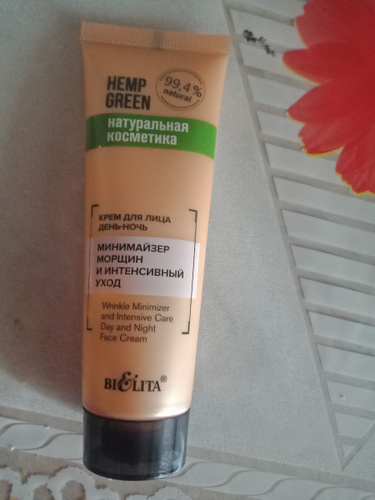 HEMP
GREEN
99,4%
natural
натуральная
косметика
КРЕМ ДЛЯ ЛИЦА
ДЕНЬ-НОЧЬ
МИНИМАЙЗЕР
МОРЩИН
И ИНТЕНСИВНЫЙ
УХОД
Wrinkle Minimizer
and Intensive Care
Day and Night
Face Cream
BIELITA®